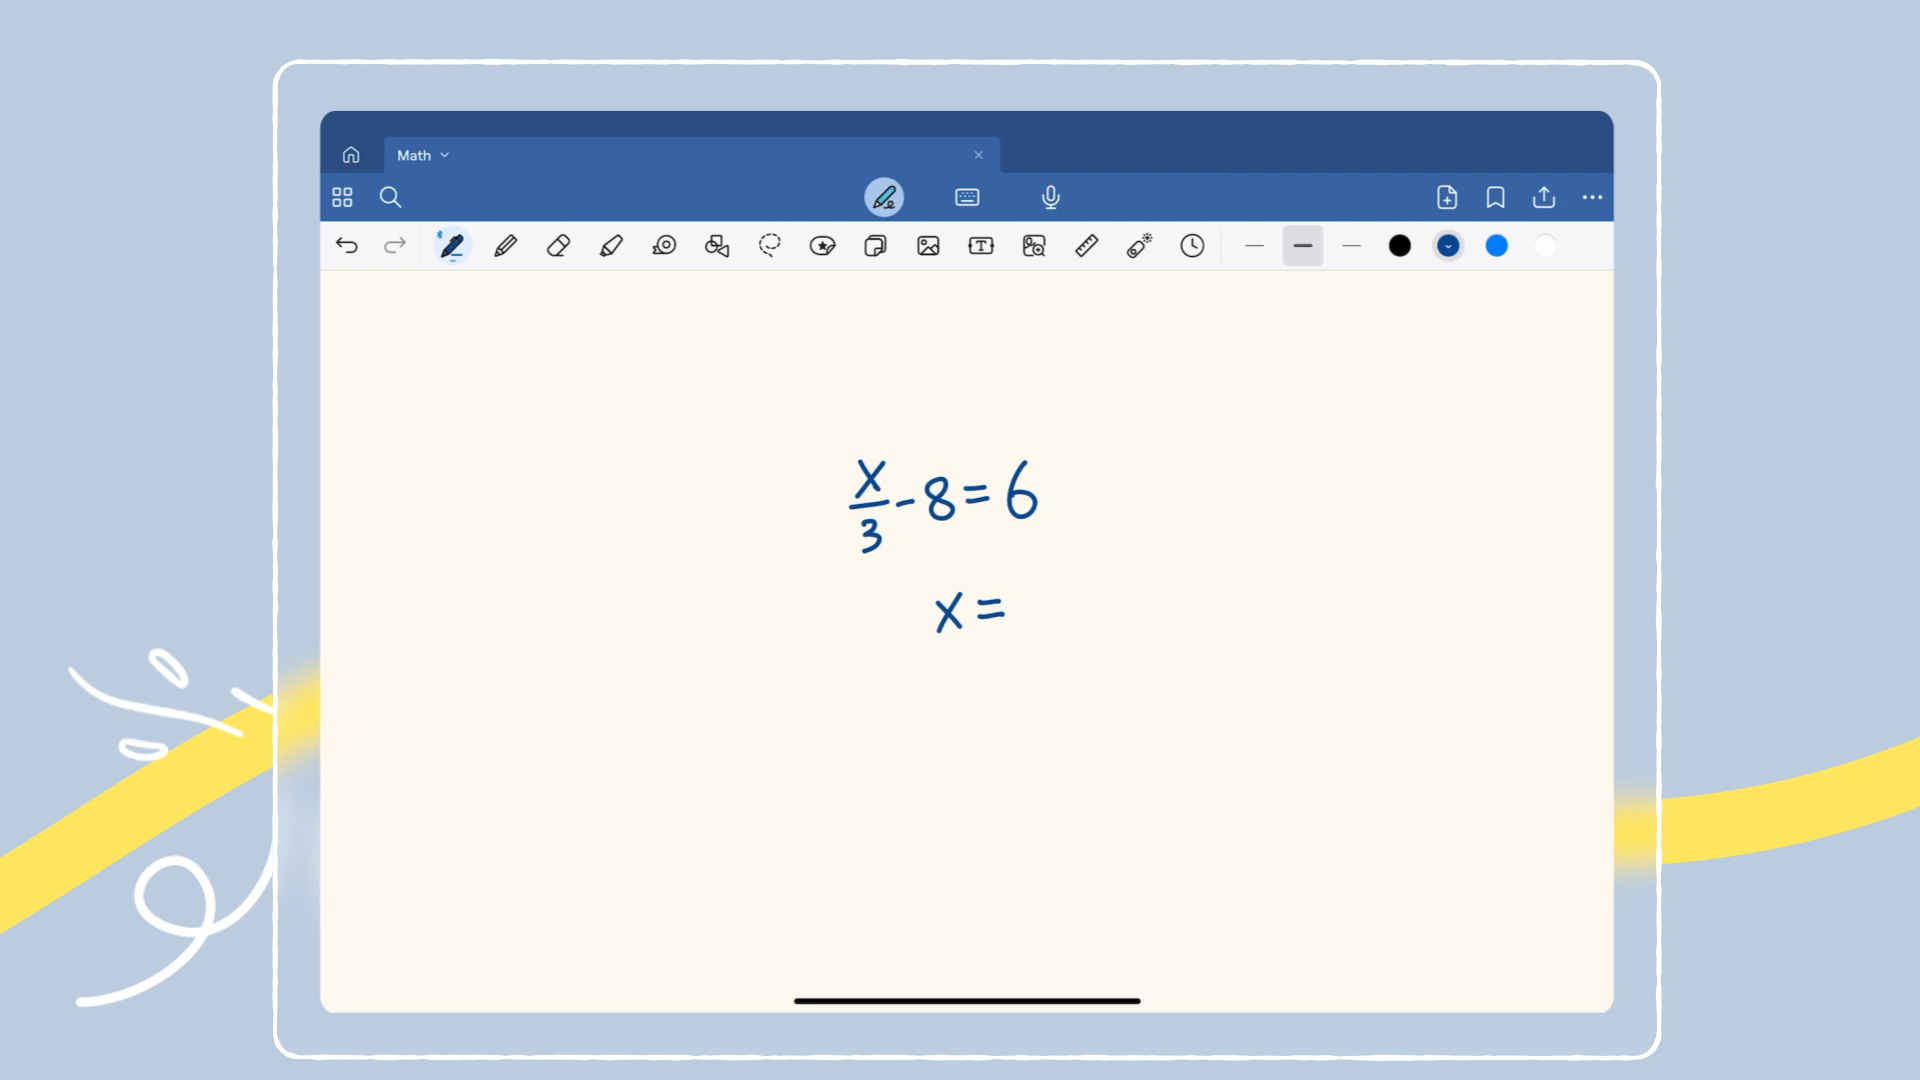 Math
x/3 - 8 = 6
x =